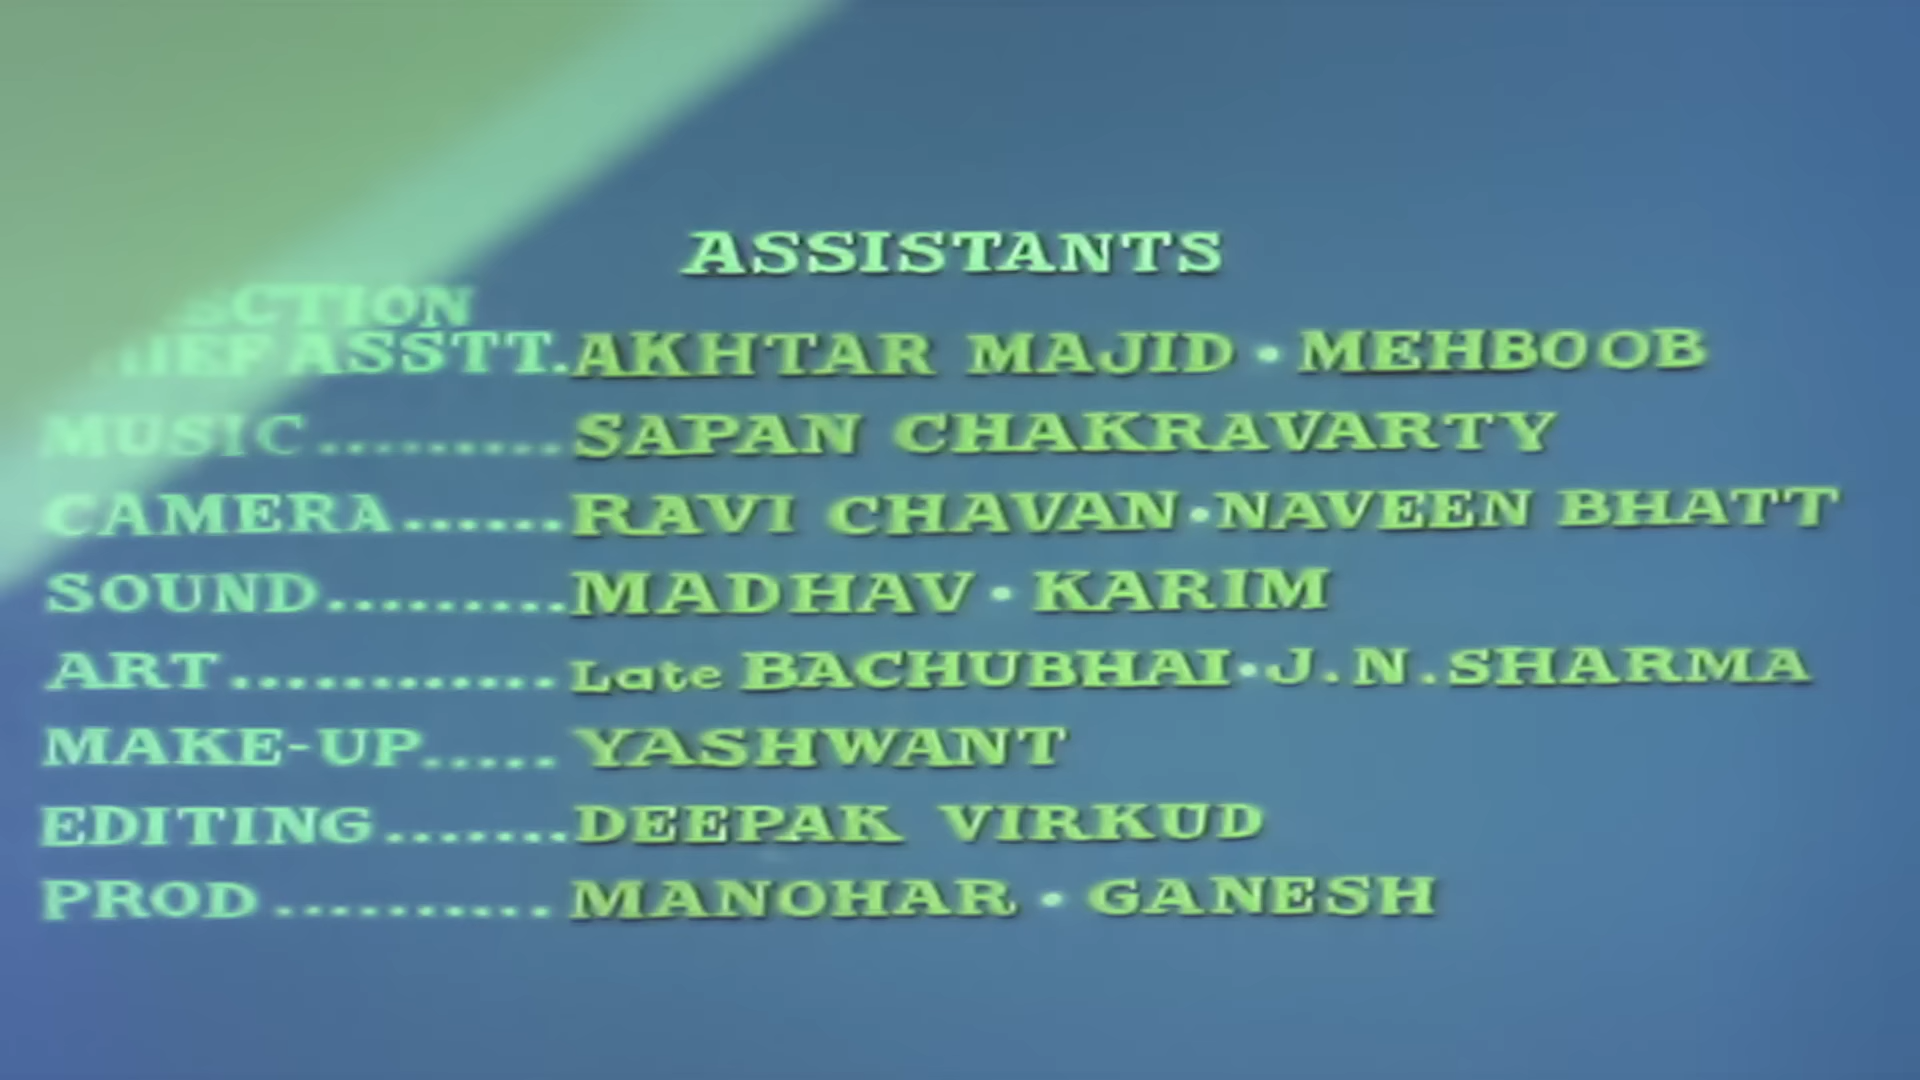 ASSISTANTS
ASSTT. AKHTAR MAJID • MEHBOOB
MUSIC.........SAPAN CHAKRAVARTY
CAMERA......RAVI CHAVAN•NAVEEN BHATT
SOUND.........MADHAV • KARIM
ART............Late BACHUBHAI•J.N.SHARMA
MAKE-UP..... YASHWANT
EDITING.......DEEPAK VIRKUD
PROD..........MANOHAR • GANESH